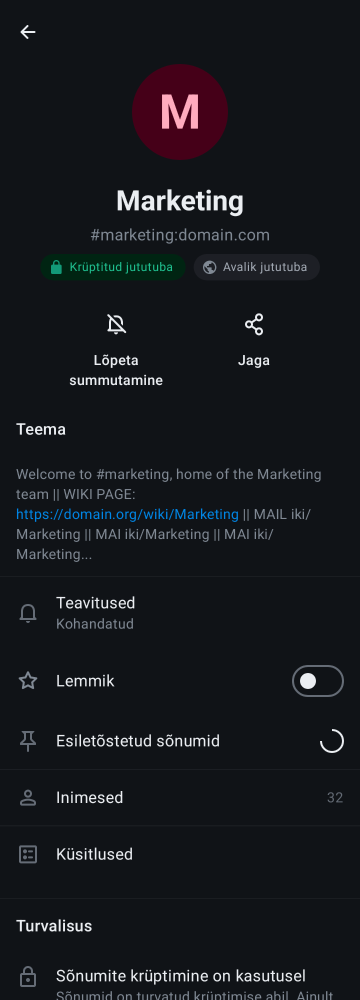 M
Marketing
#marketing:domain.com
Krüptitud jututuba
Avalik jututuba
Lõpeta
summutamine
Jaga
Teema
Welcome to #marketing, home of the Marketing
team || WIKI PAGE:
https://domain.org/wiki/Marketing || MAIL iki/
Marketing || MAI iki/Marketing || MAI iki/
Marketing...
Teavitused
Kohandatud
Lemmik
Esiletõstetud sõnumid
Inimesed
32
Küsitlused
Turvalisus
Sõnumite krüptimine on kasutusel
Sõnumid on turvatud krüptimise abil. Ainult